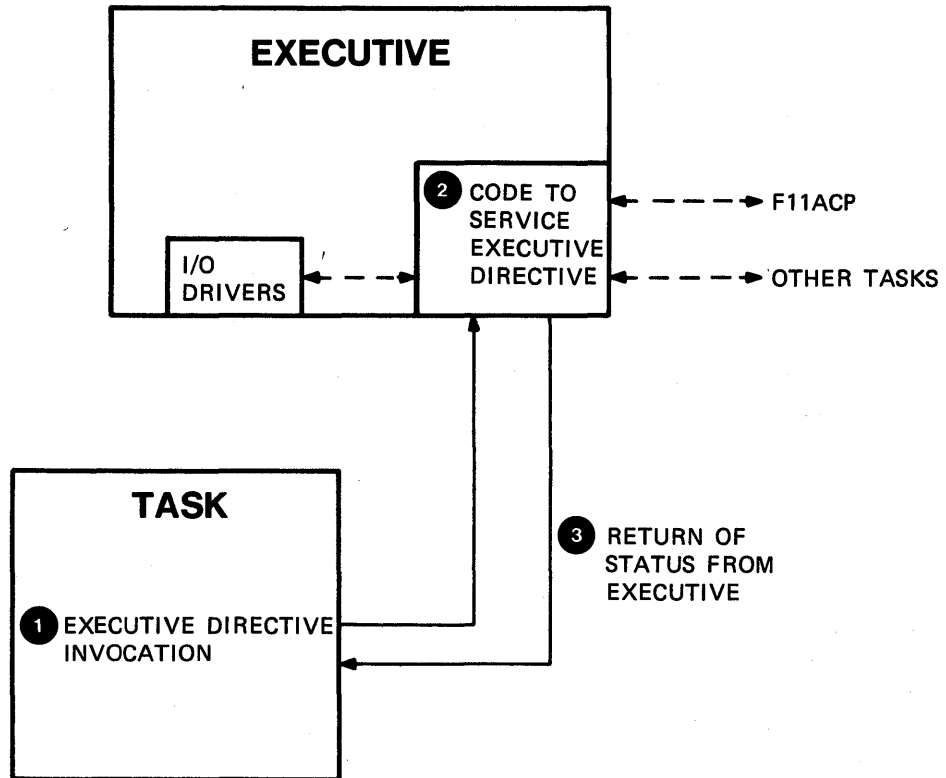 EXECUTIVE
2 CODE TO
SERVICE
EXECUTIVE
DIRECTIVE
F11ACP
I/O
DRIVERS
OTHER TASKS
TASK
3 RETURN OF
STATUS FROM
EXECUTIVE
1 EXECUTIVE DIRECTIVE
INVOCATION